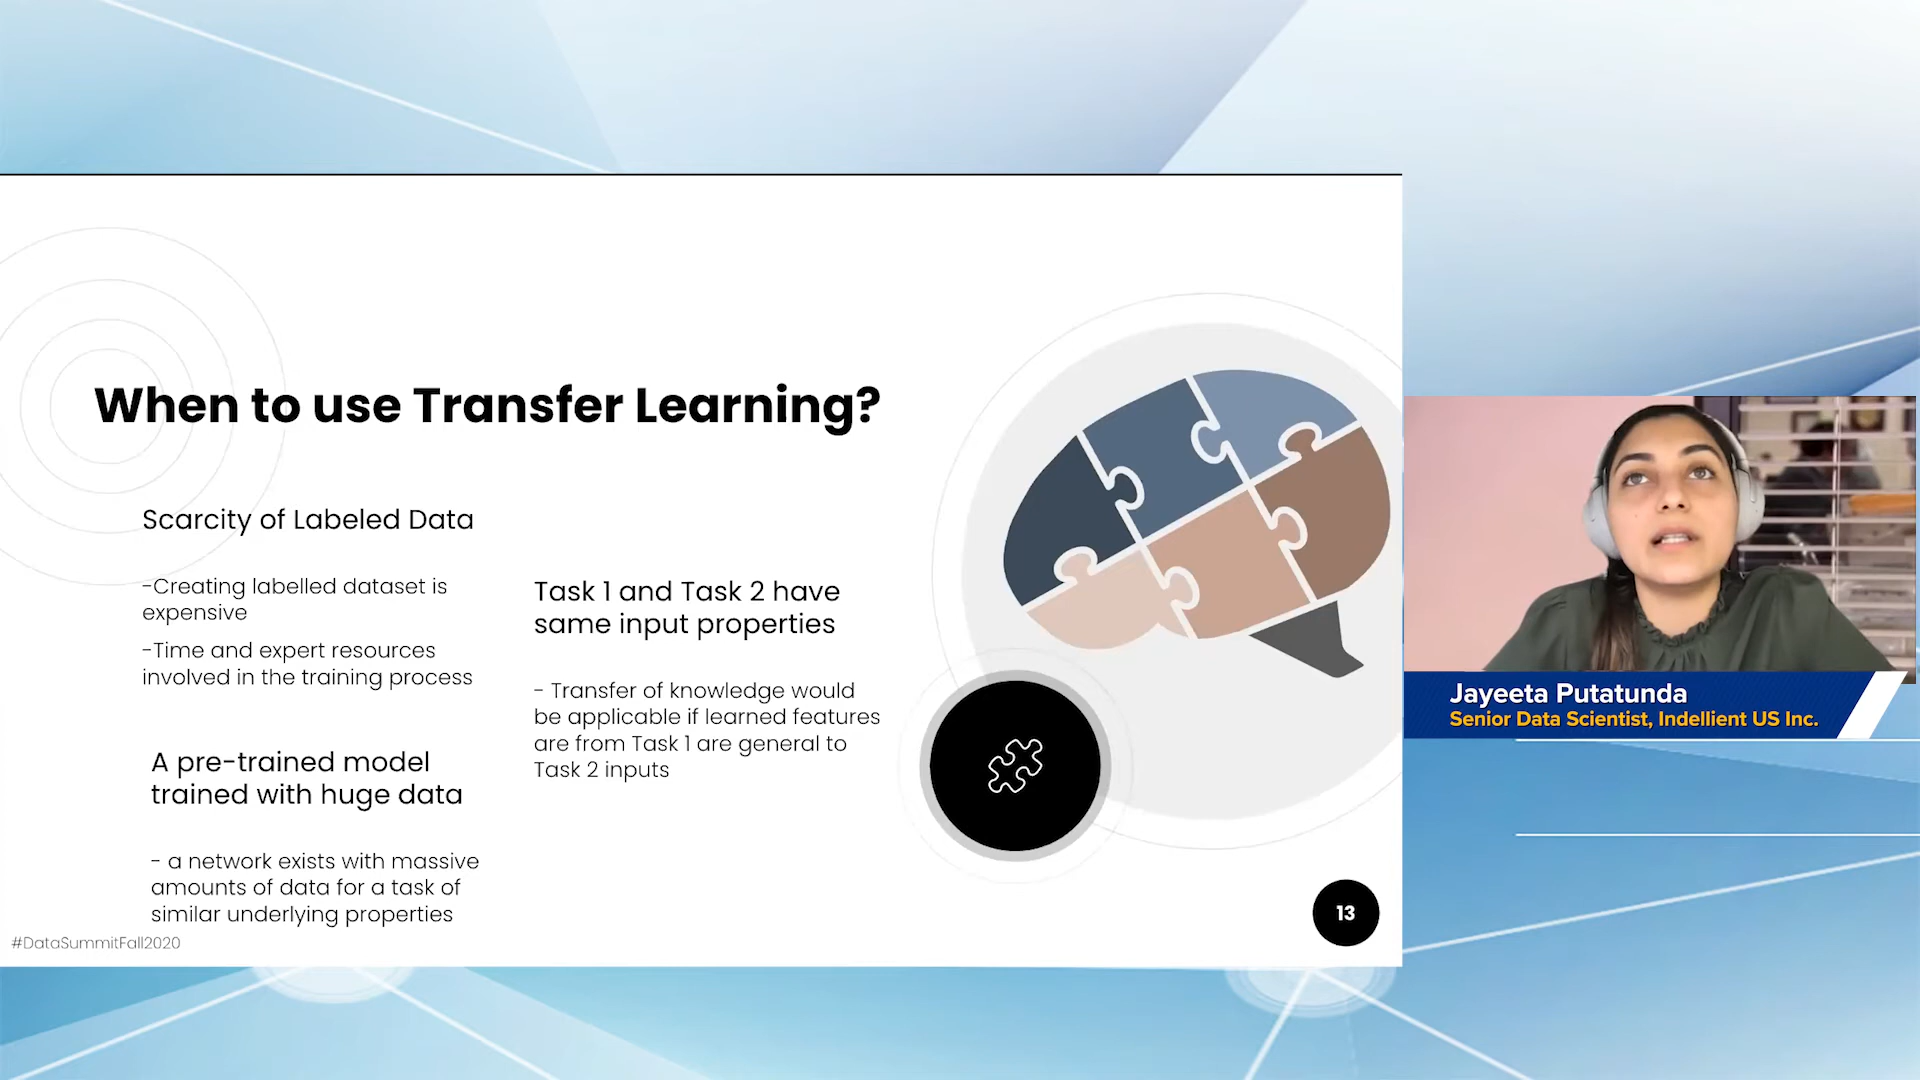 When to use Transfer Learning?
Scarcity of Labeled Data
-Creating labelled dataset is
expensive
-Time and expert resources
involved in the training process
A pre-trained model
trained with huge data
- a network exists with massive
amounts of data for a task of
similar underlying properties
Task 1 and Task 2 have
same input properties
- Transfer of knowledge would
be applicable if learned features
are from Task 1 are general to
Task 2 inputs
13
#DataSummitFall2020
Jayeeta Putatunda
Senior Data Scientist, Indellient US Inc.